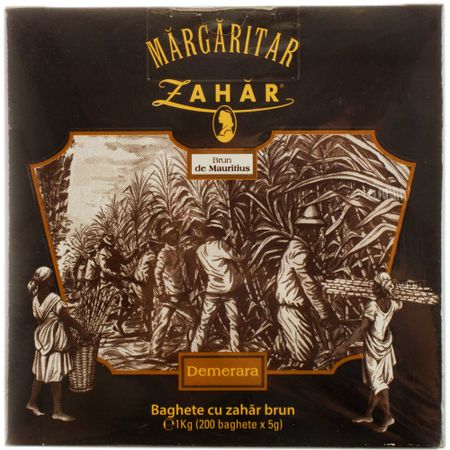 MĂRGĂRITAR
ZAHĂR®
Brun
de Mauritius
Demerara
Baghete cu zahăr brun
℮1Kg (200 baghete x 5g)